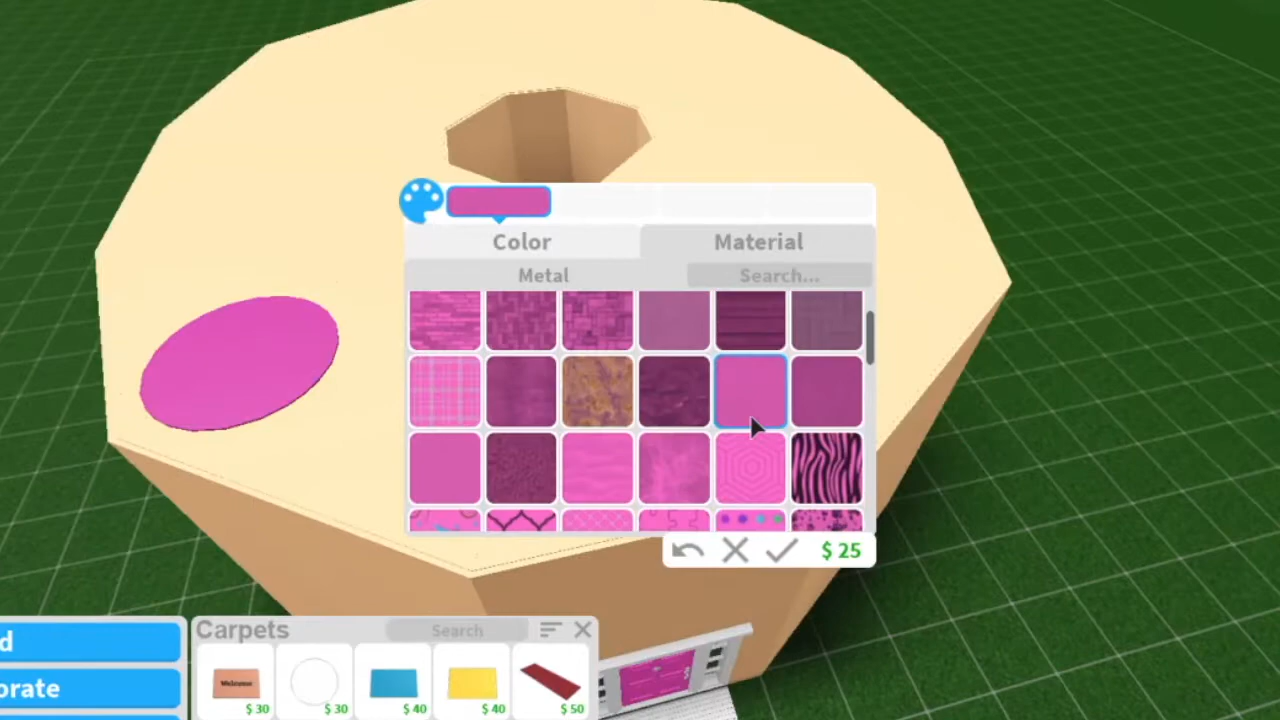 Color
Material
Metal
Search...
$ 25
d
Carpets
Search
orate
Welcome
$ 30
$ 30
$ 40
$ 40
$ 50